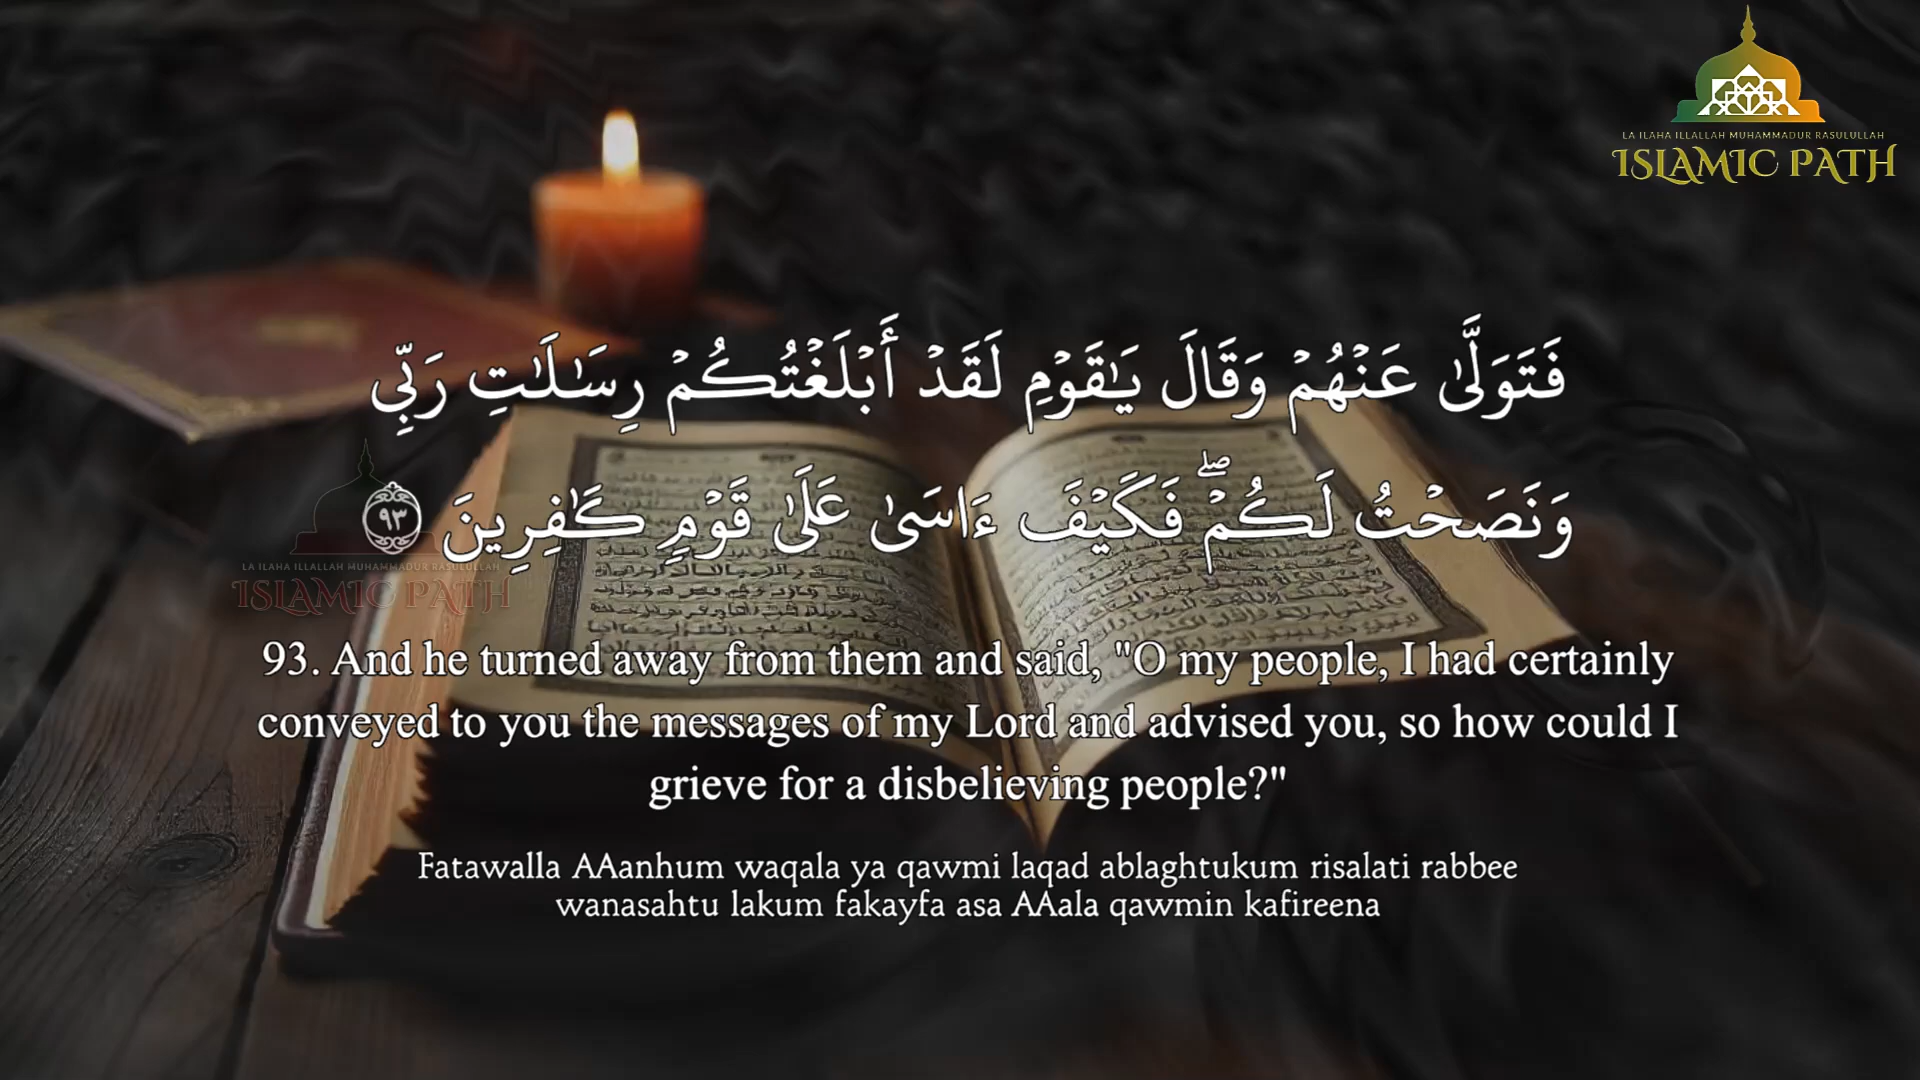 LA ILAHA ILLALLAH MUHAMMADUR RASULULLAH
ISLAMIC PATH
فَتَوَلَّىٰ عَنْهُمْ وَقَالَ يَـٰقَوْمِ لَقَدْ أَبْلَغْتُكُمْ رِسَـٰلَـٰتِ رَبِّى
وَنَصَحْتُ لَكُمْ ۖ فَكَيْفَ ءَاسَىٰ عَلَىٰ قَوْمٍ كَـٰفِرِينَ ٩٣
LA ILAHA ILLALLAH MUHAMMADUR RASULULLAH
ISLAMIC PATH
93. And he turned away from them and said, "O my people, I had certainly
conveyed to you the messages of my Lord and advised you, so how could I
grieve for a disbelieving people?"
Fatawalla AAanhum waqala ya qawmi laqad ablaghtukum risalati rabbee
wanasahtu lakum fakayfa asa AAala qawmin kafireena